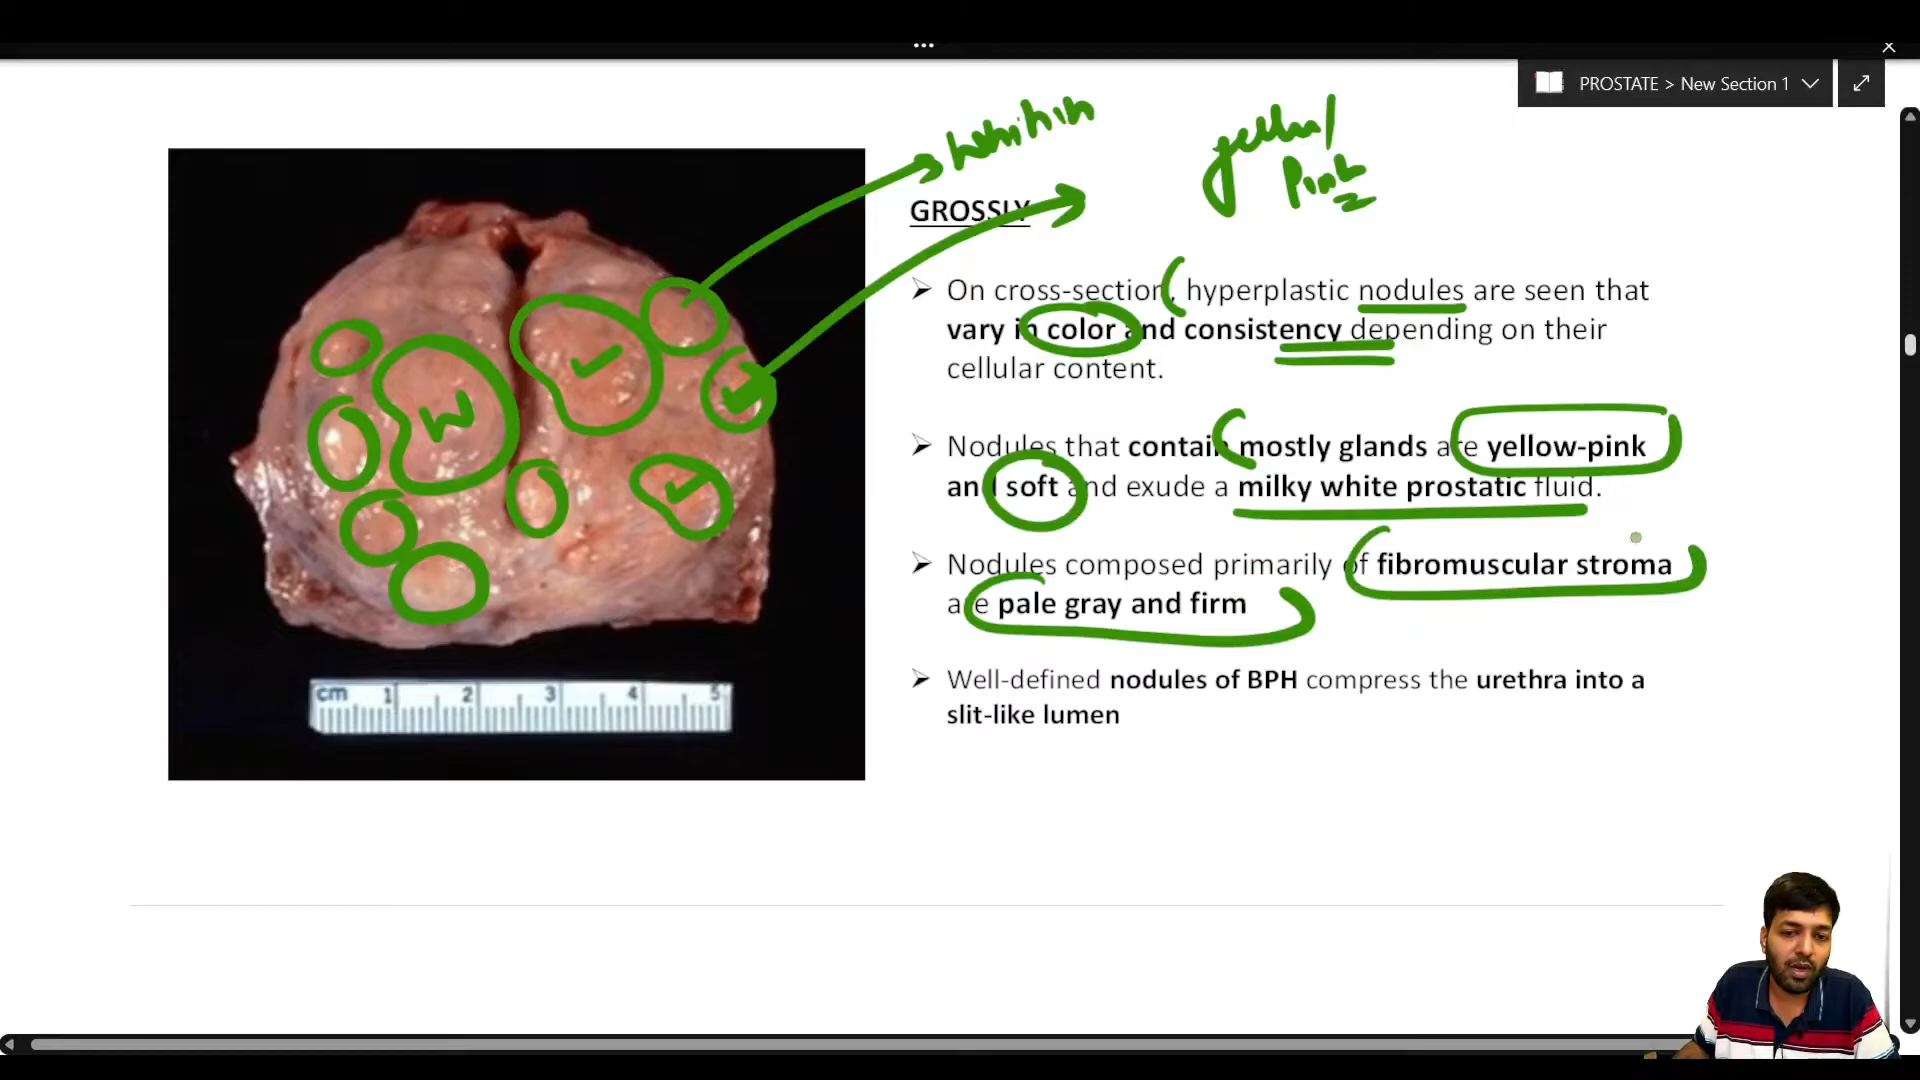 ...
PROSTATE > New Section 1
yellow/
Pink
GROSSLY
➢ On cross-section, hyperplastic nodules are seen that
vary in color and consistency depending on their
cellular content.
➢ Nodules that contain mostly glands are yellow-pink
and soft and exude a milky white prostatic fluid.
➢ Nodules composed primarily of fibromuscular stroma
are pale gray and firm
➢ Well-defined nodules of BPH compress the urethra into a
slit-like lumen
W
cm 1 2 3 4 5